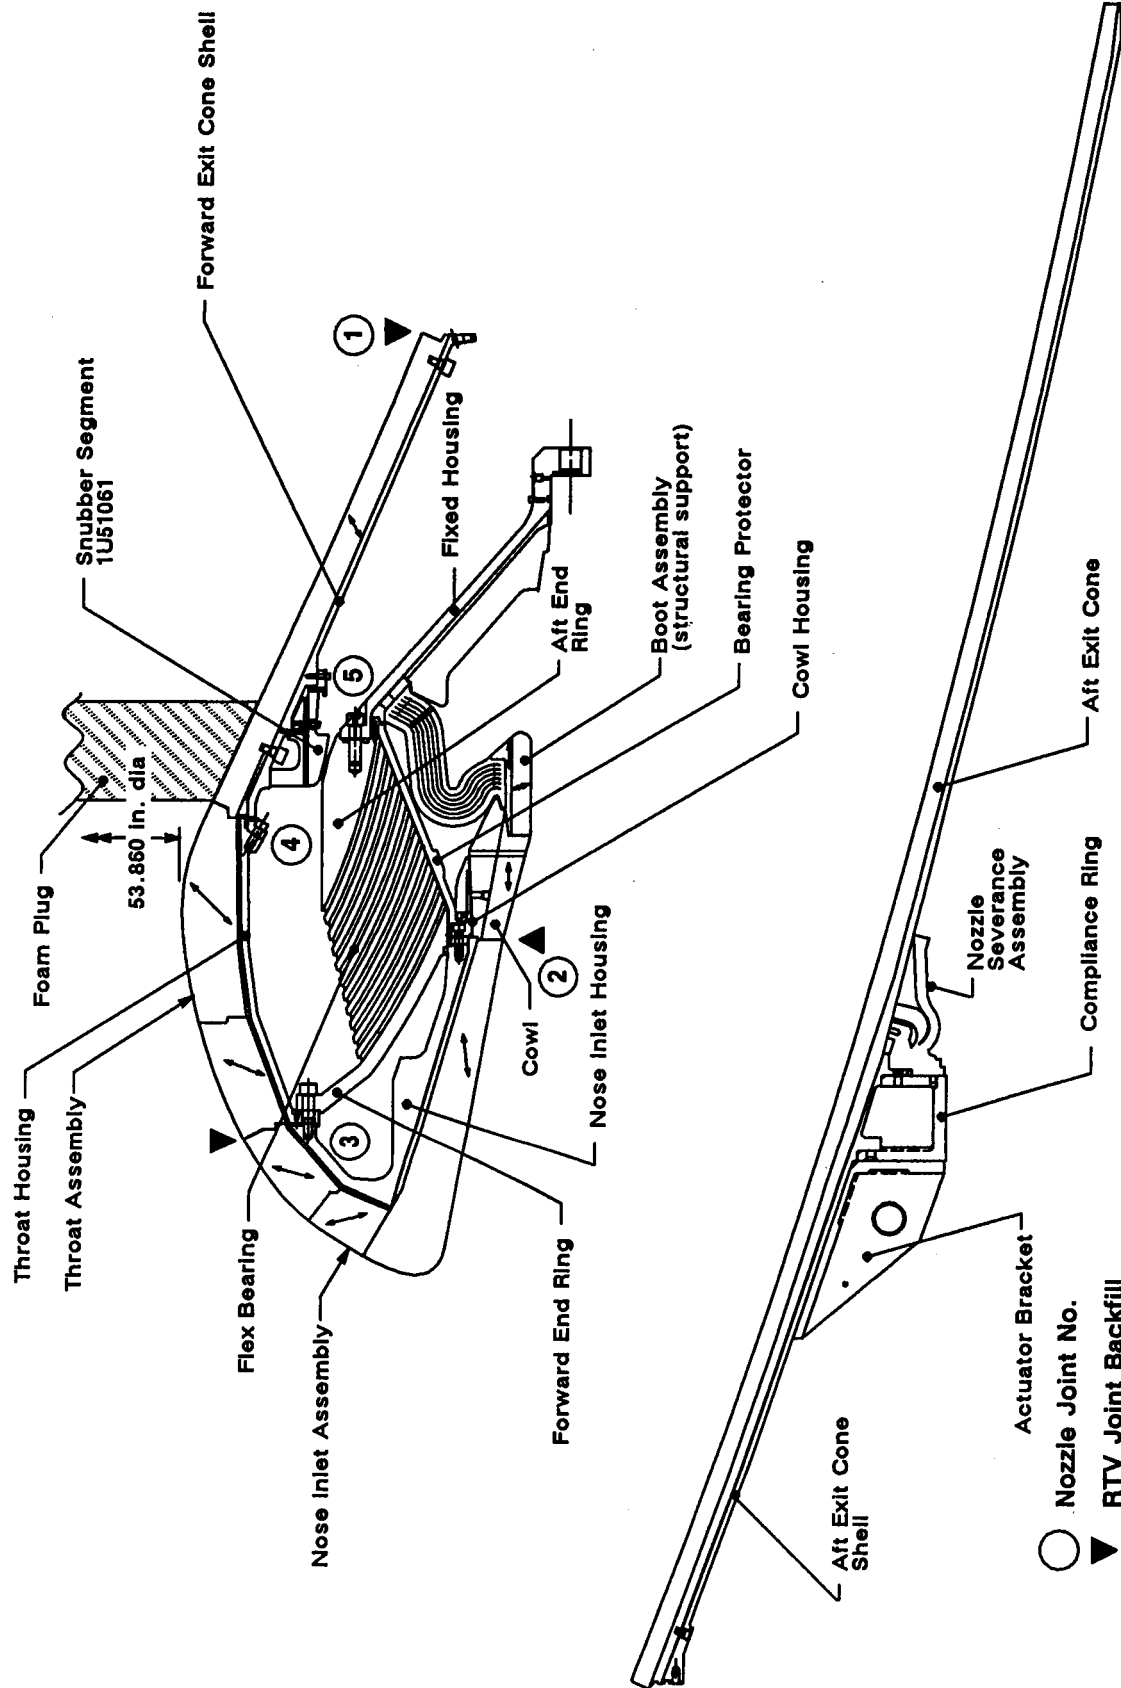 Throat Housing
Throat Assembly
Foam Plug
53.860 in. dia
Snubber Segment
1U51061
Forward Exit Cone Shell
1
Fixed Housing
5
4
Aft End
Ring
Boot Assembly
(structural support)
Bearing Protector
Cowl Housing
2
Cowl
Nose Inlet Housing
3
Flex Bearing
Nose Inlet Assembly
Forward End Ring
Aft Exit Cone
Nozzle
Severance
Assembly
Compliance Ring
Actuator Bracket
Aft Exit Cone
Shell
Nozzle Joint No.
RTV Joint Backfill